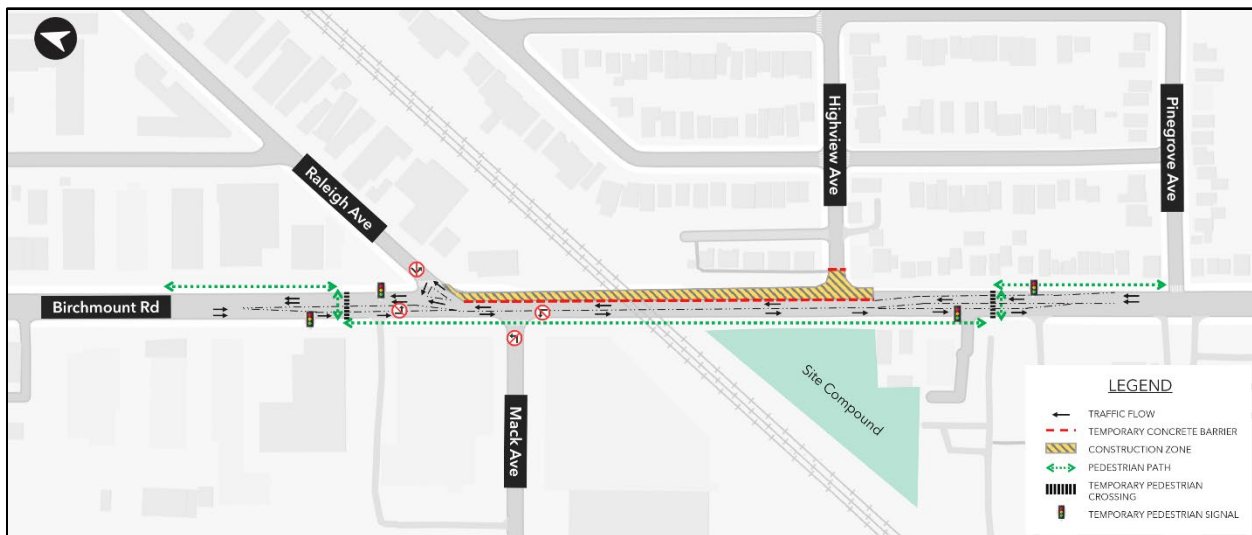 Raleigh Ave
Highview Ave
Pinegrove Ave
Birchmount Rd
Mack Ave
Site Compound
LEGEND
TRAFFIC FLOW
TEMPORARY CONCRETE BARRIER
CONSTRUCTION ZONE
PEDESTRIAN PATH
TEMPORARY PEDESTRIAN
CROSSING
TEMPORARY PEDESTRIAN SIGNAL